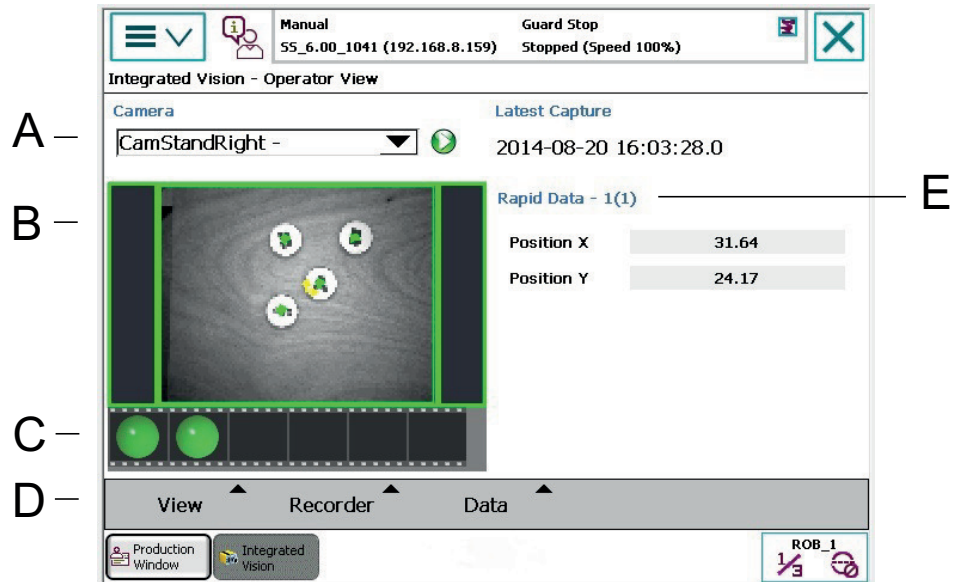 Manual
Guard Stop
S5_6.00_1041 (192.168.8.159)
Stopped (Speed 100%)
Integrated Vision - Operator View
Camera
Latest Capture
A
CamStandRight -
2014-08-20 16:03:28.0
B
Rapid Data - 1(1)
E
Position X
31.64
Position Y
24.17
C
D
View
Recorder
Data
Production
Window
Integrated
Vision
ROB_1
1/3